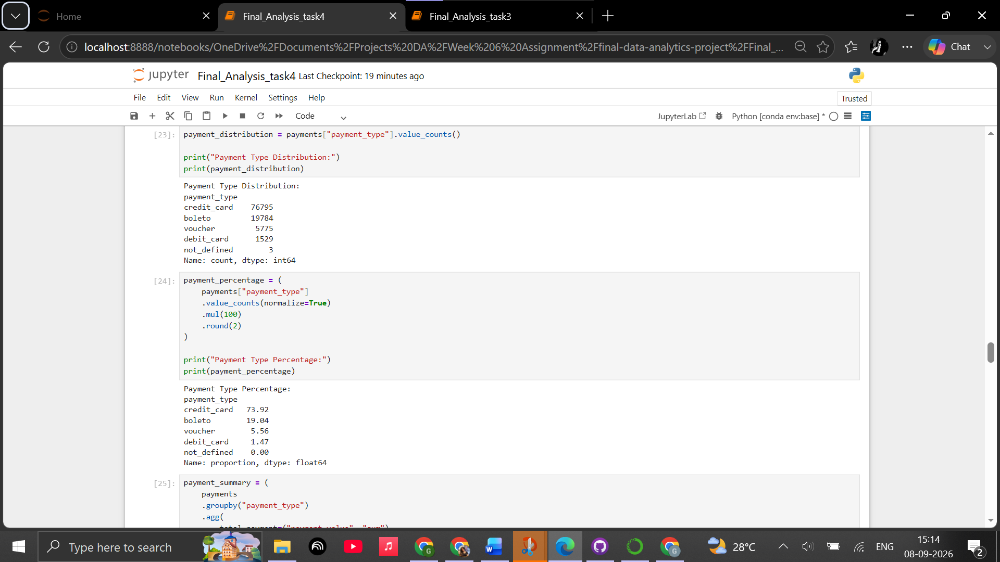 Home
Final_Analysis_task4
Final_Analysis_task3
localhost:8888/notebooks/OneDrive%2FDocuments%2FProjects%20DA%2FWeek%206%20Assignment%2Ffinal-data-analytics-project%2FFinal_...
Chat
jupyter Final_Analysis_task4 Last Checkpoint: 19 minutes ago
File Edit View Run Kernel Settings Help
Trusted
Code
JupyterLab
Python [conda env:base] *
[23]: payment_distribution = payments["payment_type"].value_counts()
print("Payment Type Distribution:")
print(payment_distribution)
Payment Type Distribution:
payment_type
credit_card 76795
boleto 19784
voucher 5775
debit_card 1529
not_defined 3
Name: count, dtype: int64
[24]: payment_percentage = (
payments["payment_type"]
.value_counts(normalize=True)
.mul(100)
.round(2)
)
print("Payment Type Percentage:")
print(payment_percentage)
Payment Type Percentage:
payment_type
credit_card 73.92
boleto 19.04
voucher 5.56
debit_card 1.47
not_defined 0.00
Name: proportion, dtype: float64
[25]: payment_summary = (
payments
.groupby("payment_type")
.agg(
total_payment=("payment_value", "sum")
Type here to search
28°C
ENG
15:14
08-09-2026
2